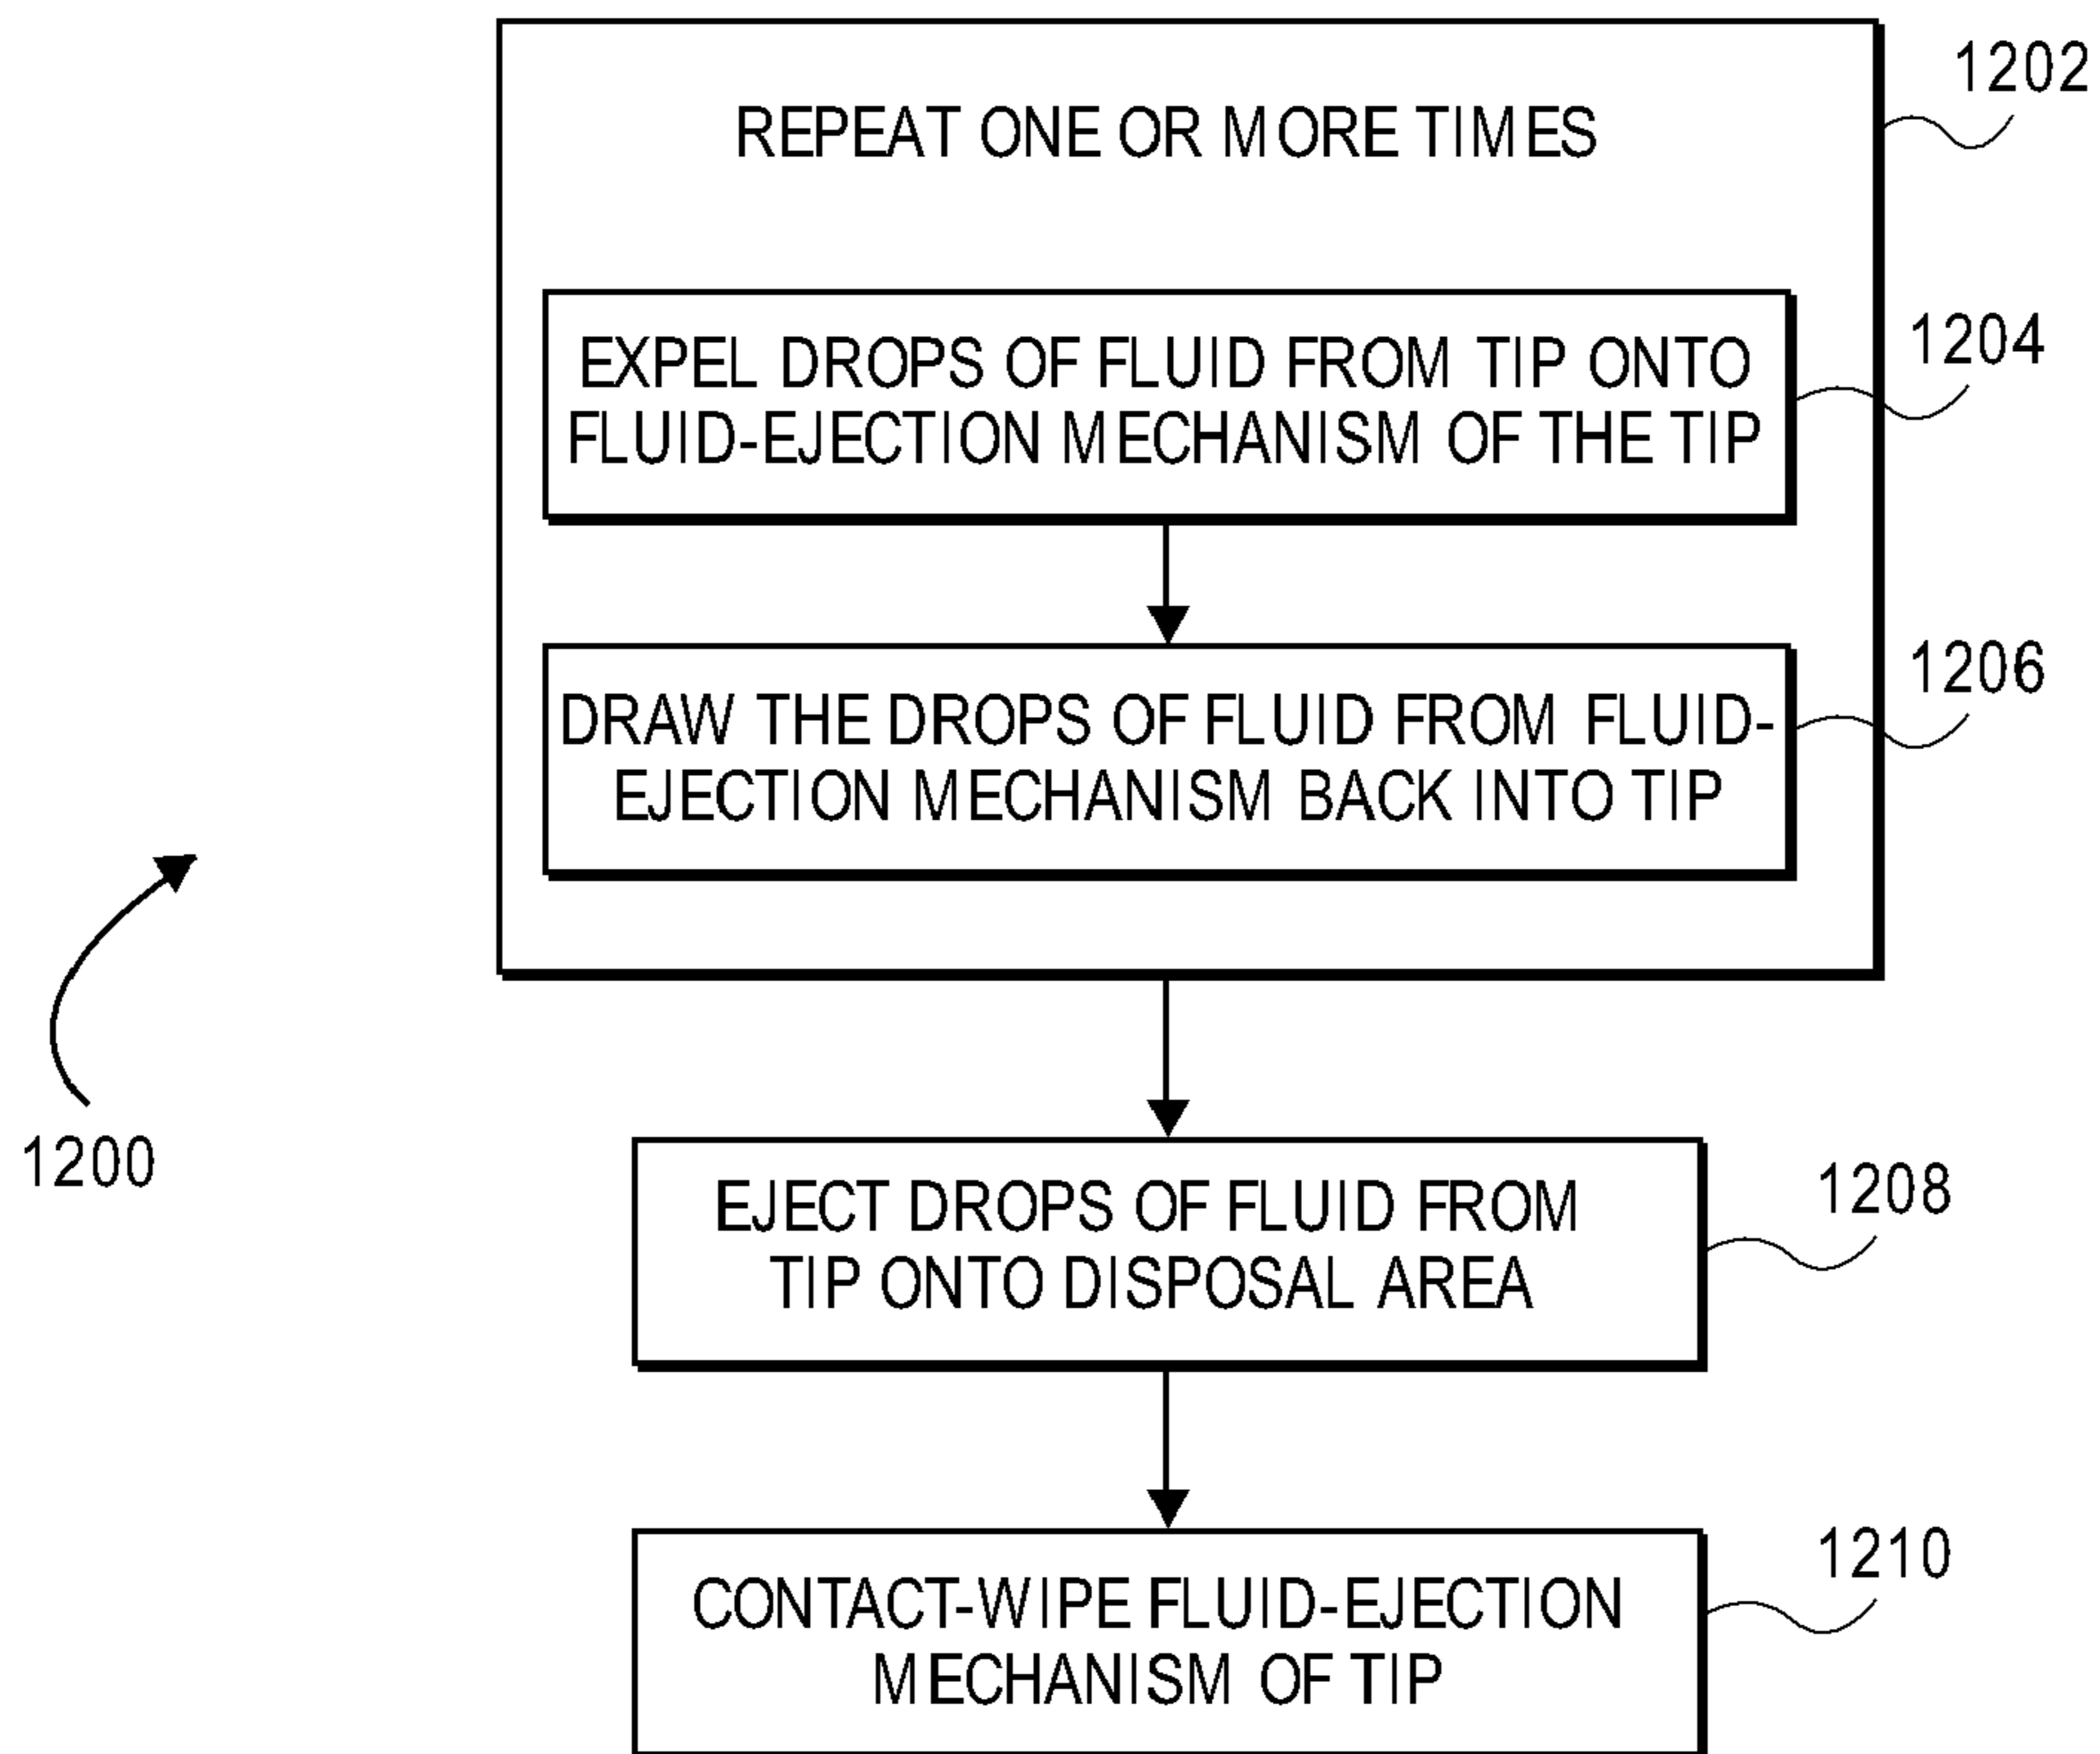 1202
REPEAT ONE OR MORE TIMES
1204
EXPEL DROPS OF FLUID FROM TIP ONTO
FLUID-EJECTION MECHANISM OF THE TIP
1206
DRAW THE DROPS OF FLUID FROM FLUID-
EJECTION MECHANISM BACK INTO TIP
1200
1208
EJECT DROPS OF FLUID FROM
TIP ONTO DISPOSAL AREA
1210
CONTACT-WIPE FLUID-EJECTION
MECHANISM OF TIP